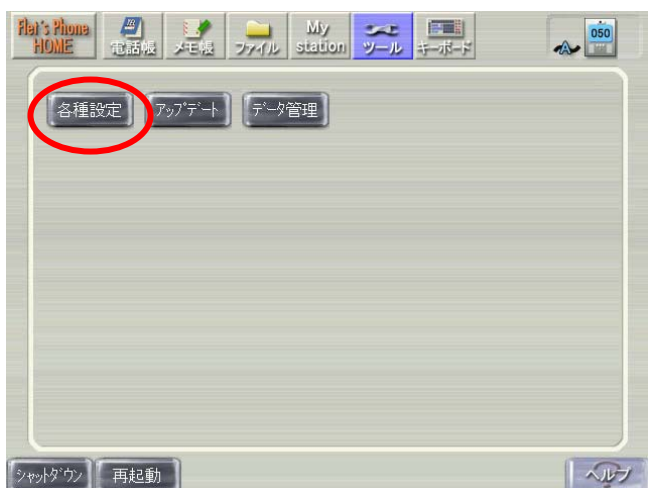 Flet's Phone
HOME
電話帳
メモ帳
ファイル
My
station
ツール
キーボード
A
050
各種設定
アップデート
データ管理
シャットダウン
再起動
ヘルプ